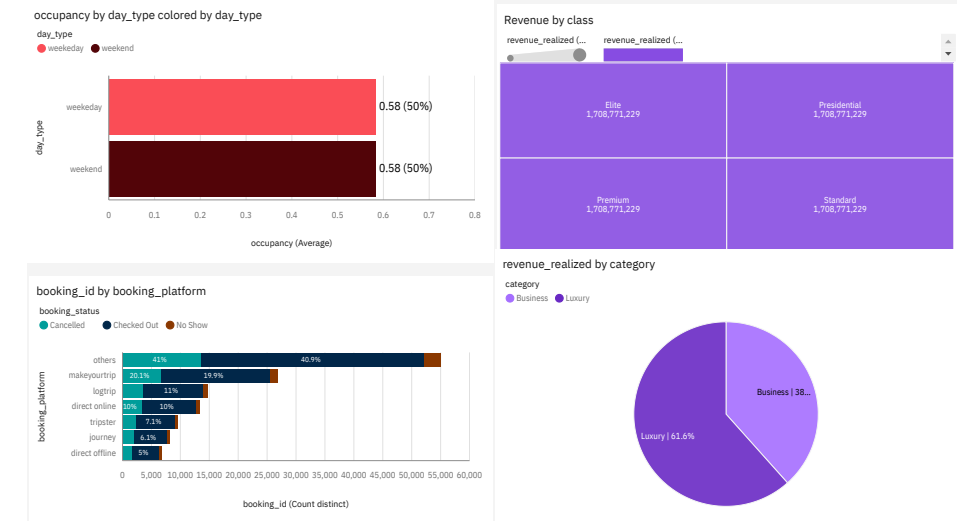 occupancy by day_type colored by day_type
day_type
weekeday weekend
weekeday
0.58 (50%)
weekend
0.58 (50%)
day_type
0 0.1 0.2 0.3 0.4 0.5 0.6 0.7 0.8
occupancy (Average)
Revenue by class
revenue_realized (... revenue_realized (...
Elite
1,708,771,229
Presidential
1,708,771,229
Premium
1,708,771,229
Standard
1,708,771,229
booking_id by booking_platform
booking_status
Cancelled Checked Out No Show
others 41% 40.9%
makeyourtrip 20.1% 19.9%
logtrip 11%
direct online 10% 10%
tripster 7.1%
journey 6.1%
direct offline 5%
booking_platform
0 5,000 10,000 15,000 20,000 25,000 30,000 35,000 40,000 45,000 50,000 55,000 60,000
booking_id (Count distinct)
revenue_realized by category
category
Business Luxury
Business | 38...
Luxury | 61.6%